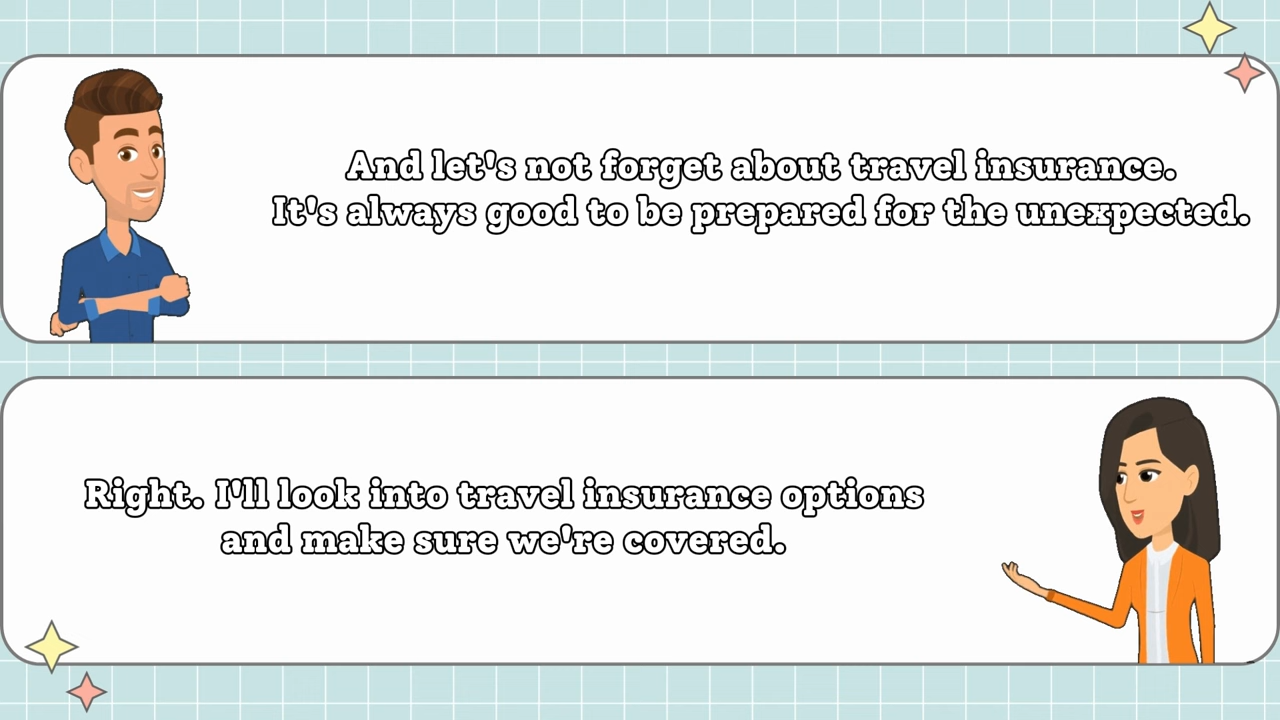 And let's not forget about travel insurance.
It's always good to be prepared for the unexpected.
Right. I'll look into travel insurance options
and make sure we're covered.